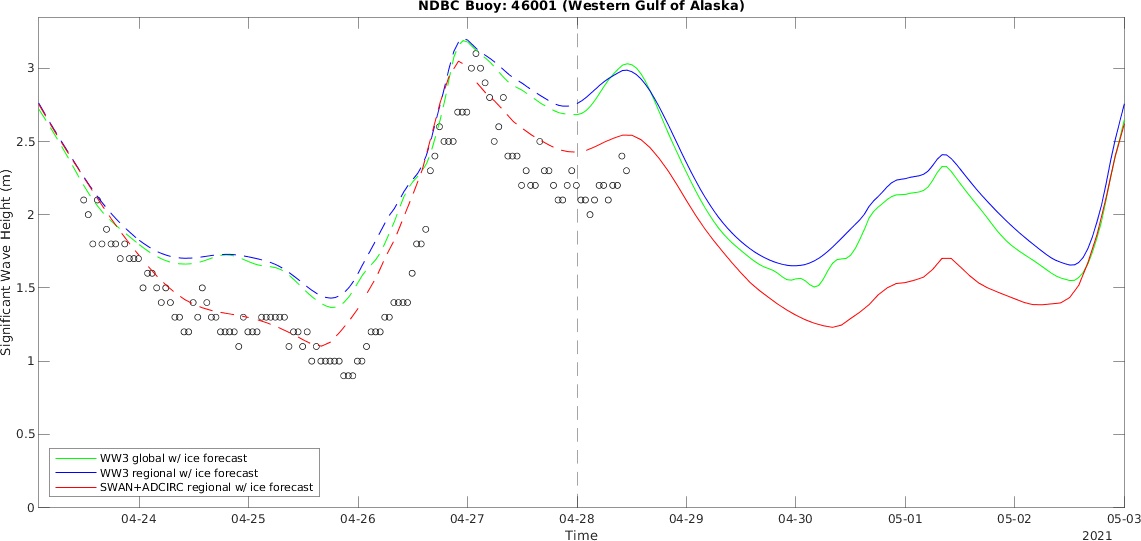 NDBC Buoy: 46001 (Western Gulf of Alaska)
Significant Wave Height (m)
3
2.5
2
1.5
1
0.5
0
WW3 global w/ ice forecast
WW3 regional w/ ice forecast
SWAN+ADCIRC regional w/ ice forecast
04-24 04-25 04-26 04-27 04-28 04-29 04-30 05-01 05-02 05-03
Time
2021